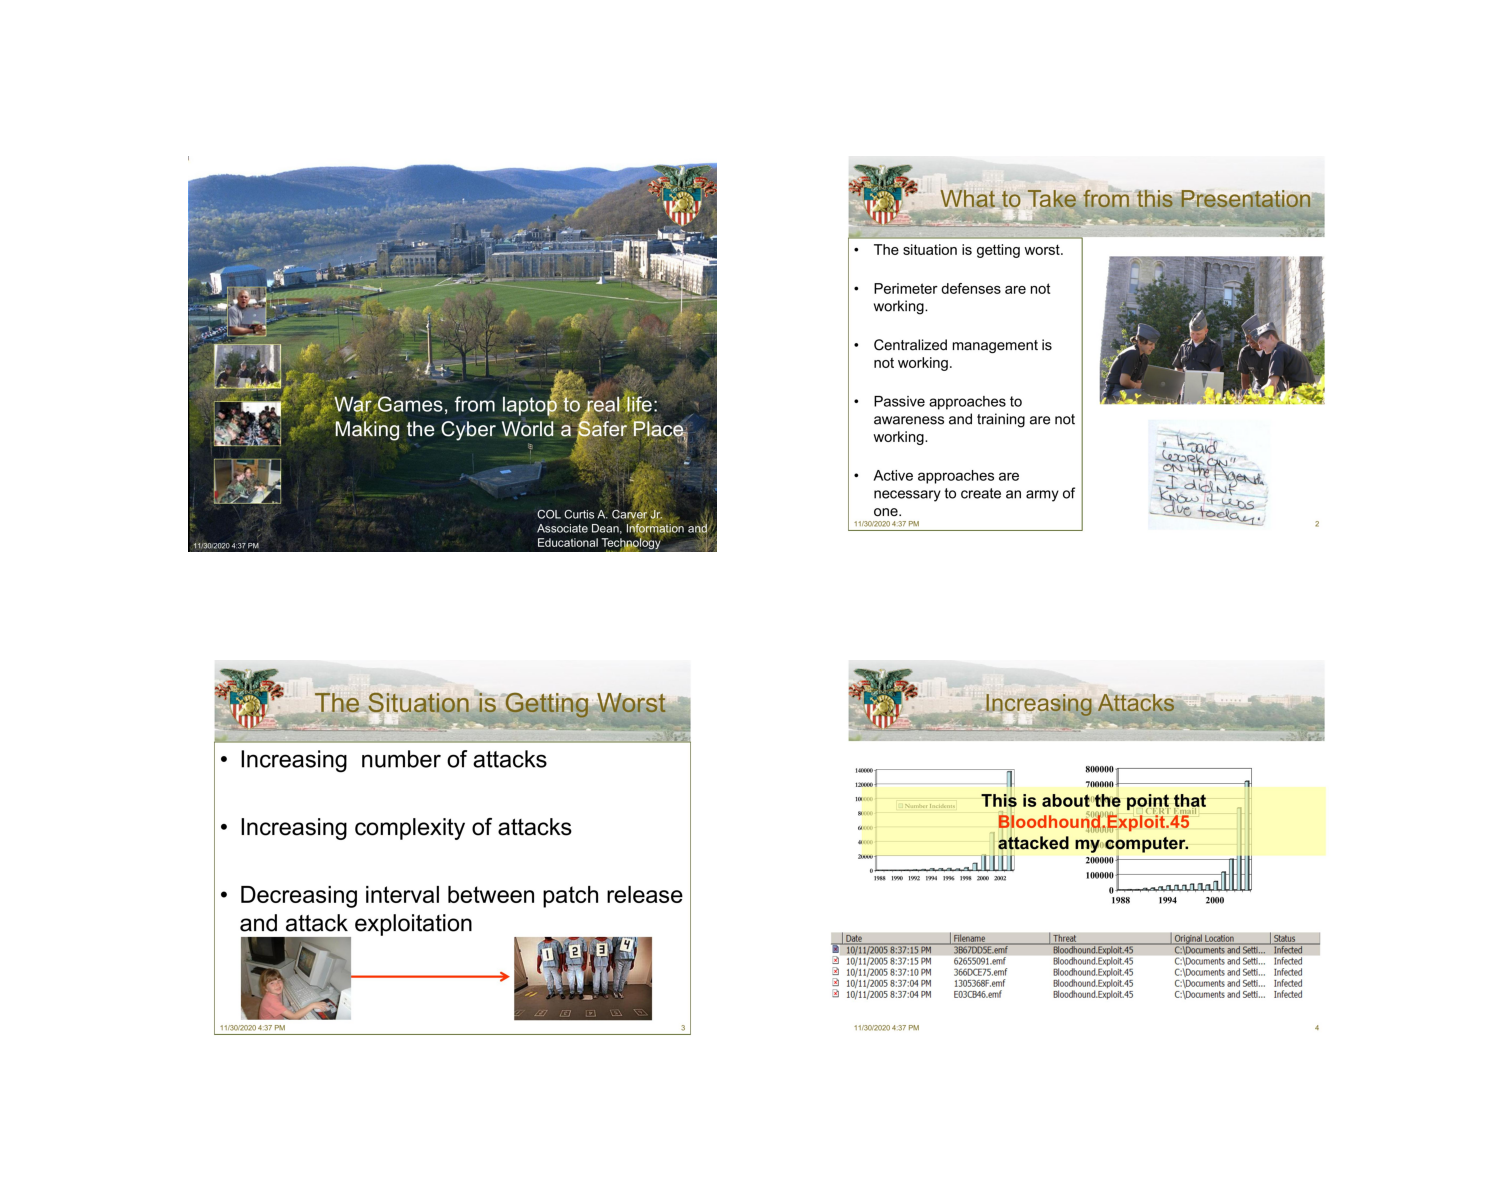 War Games, from laptop to real life:
Making the Cyber World a Safer Place
COL Curtis A. Carver Jr.
Associate Dean, Information and
Educational Technology
11/30/2020 4:37 PM
What to Take from this Presentation
• The situation is getting worst.
• Perimeter defenses are not
working.
• Centralized management is
not working.
• Passive approaches to
awareness and training are not
working.
• Active approaches are
necessary to create an army of
one.
"I said
WORK ON"
ON the Agenda
- I didn't
Know it was
due today.
11/30/2020 4:37 PM
2
The Situation is Getting Worst
• Increasing number of attacks
• Increasing complexity of attacks
• Decreasing interval between patch release
and attack exploitation
1 2 3 4
11/30/2020 4:37 PM
3
Increasing Attacks
140000
120000
100000
80000
60000
40000
20000
0
1988 1990 1992 1994 1996 1998 2000 2002
Number Incidents
800000
700000
200000
100000
0
1988 1994 2000
CERT Email
This is about the point that
Bloodhound.Exploit.45
attacked my computer.
Date Filename Threat Original Location Status
10/11/2005 8:37:15 PM 3B67DD5E.emf Bloodhound.Exploit.45 C:\Documents and Setti... Infected
10/11/2005 8:37:15 PM 62655091.emf Bloodhound.Exploit.45 C:\Documents and Setti... Infected
10/11/2005 8:37:10 PM 366DCE75.emf Bloodhound.Exploit.45 C:\Documents and Setti... Infected
10/11/2005 8:37:04 PM 1305368F.emf Bloodhound.Exploit.45 C:\Documents and Setti... Infected
10/11/2005 8:37:04 PM E03CB46.emf Bloodhound.Exploit.45 C:\Documents and Setti... Infected
11/30/2020 4:37 PM
4